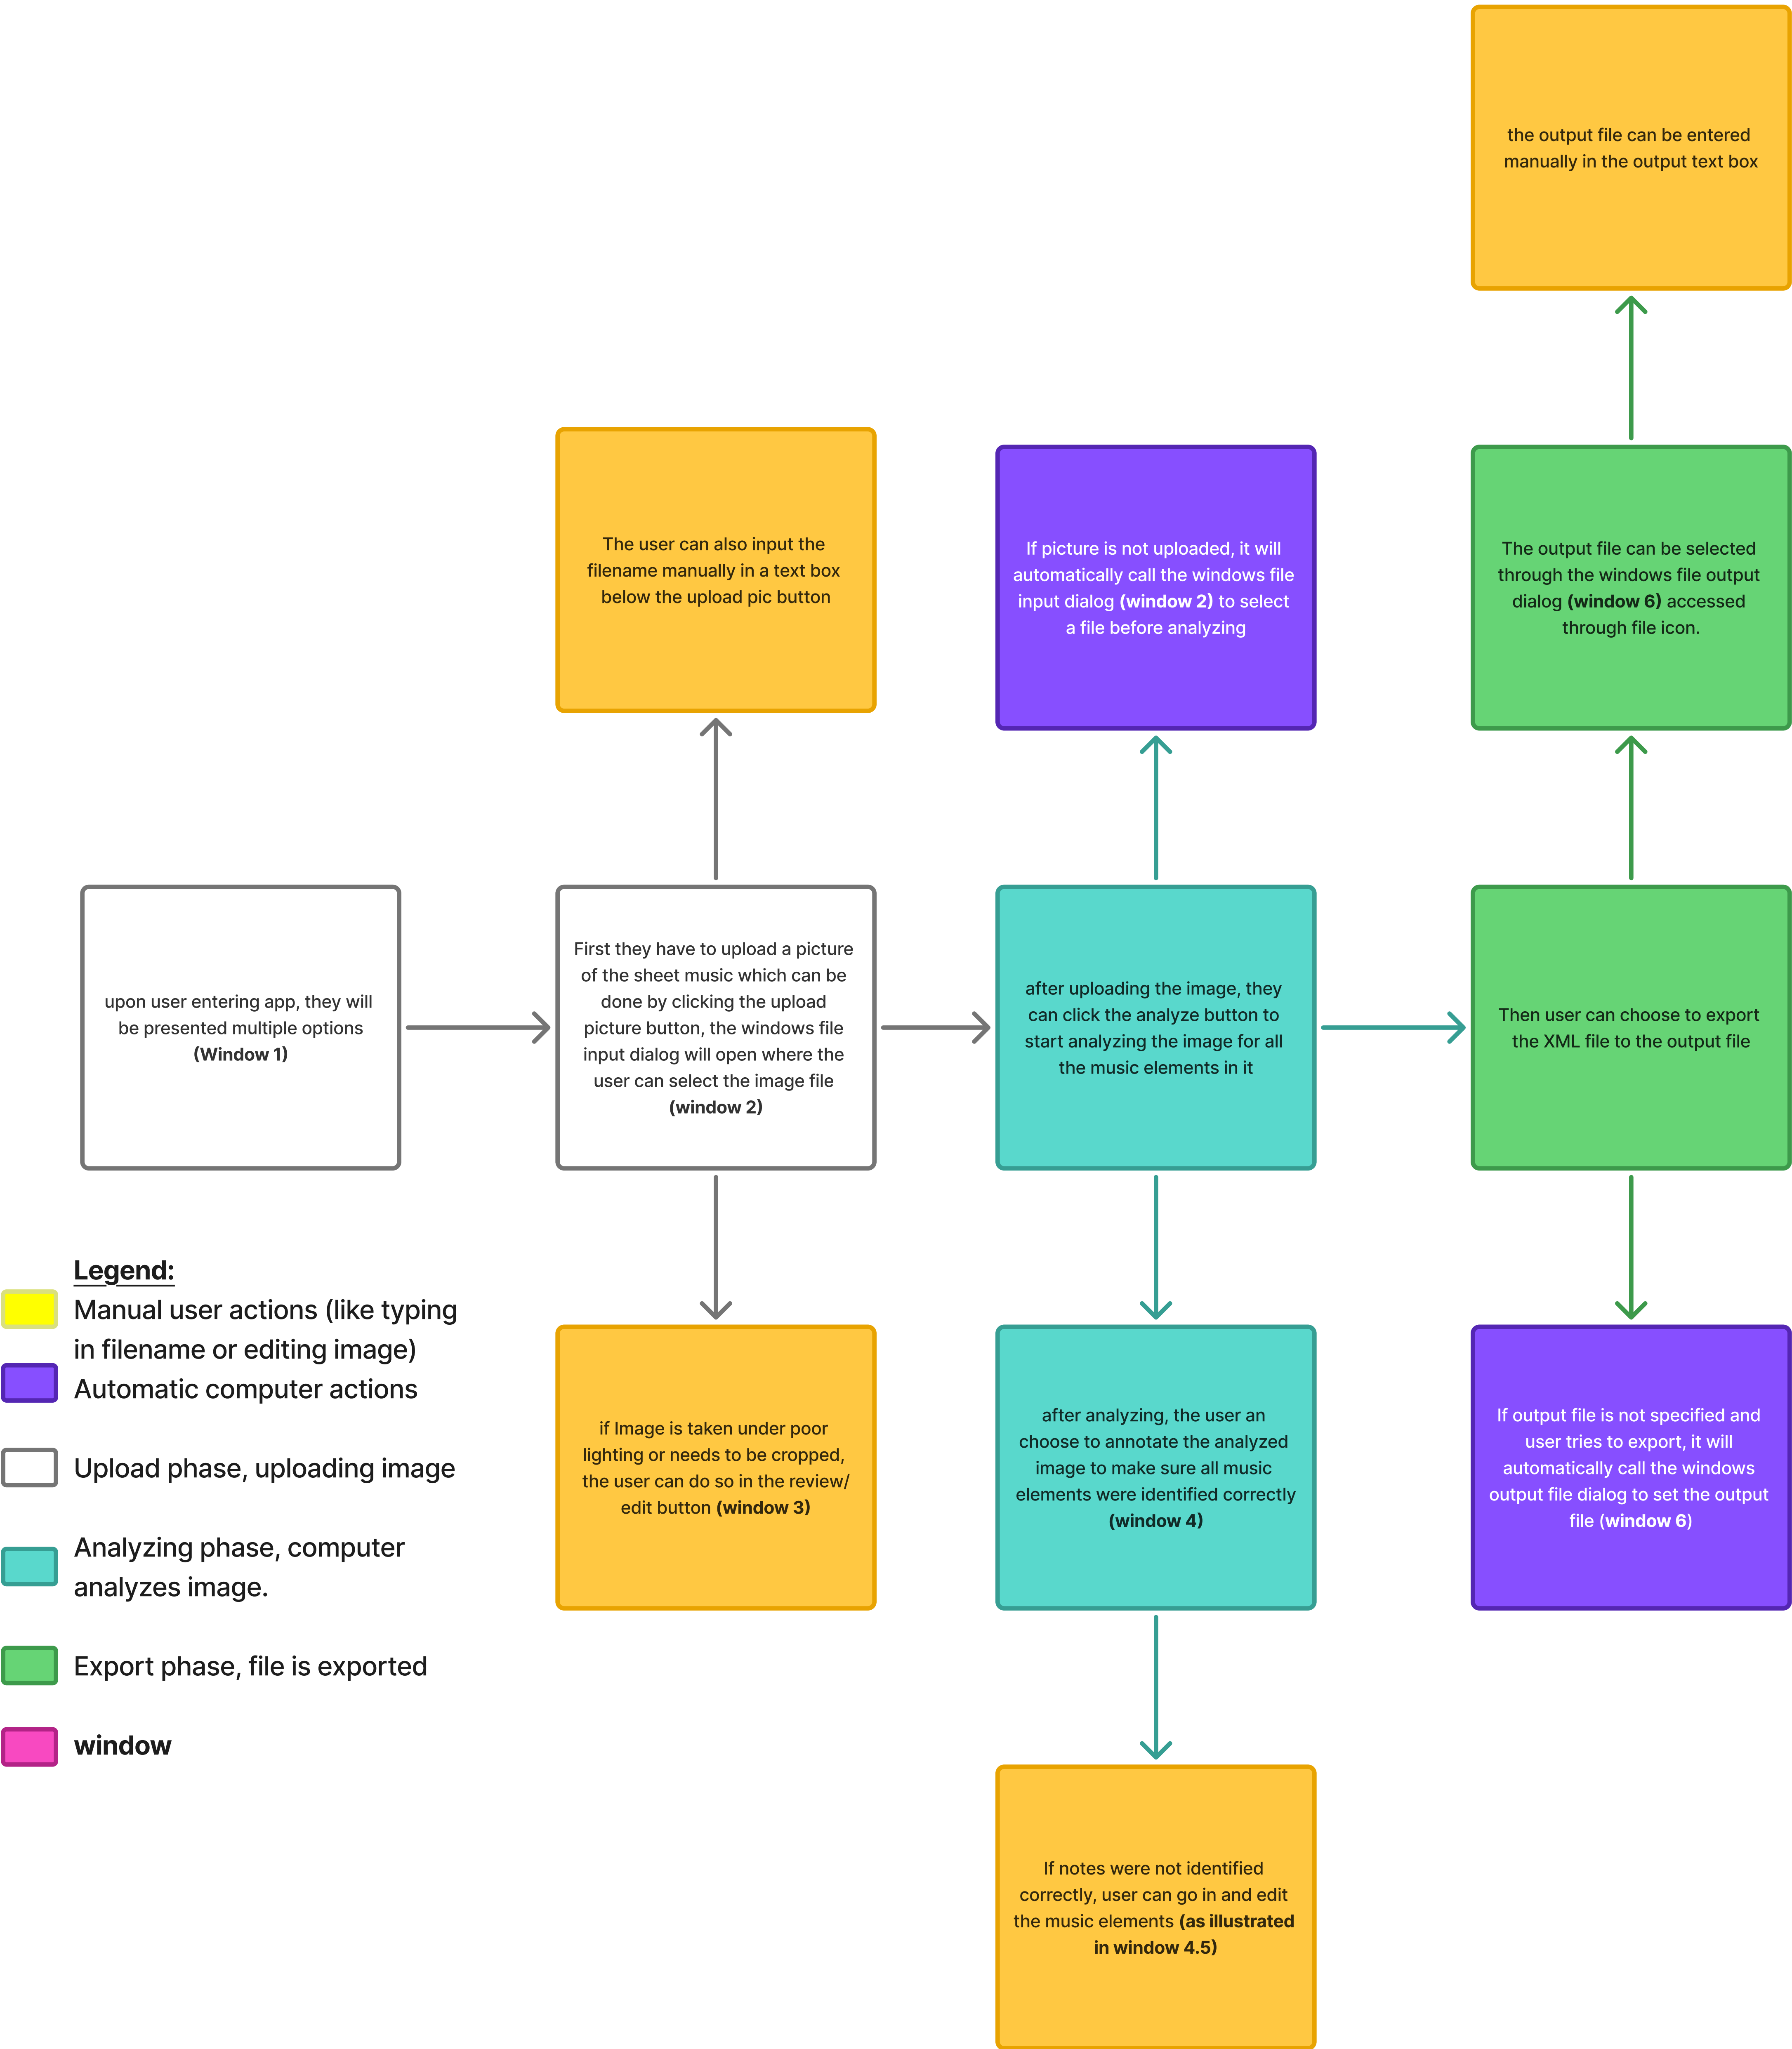 the output file can be entered
manually in the output text box
The user can also input the
filename manually in a text box
below the upload pic button
If picture is not uploaded, it will
automatically call the windows file
input dialog (window 2) to select
a file before analyzing
The output file can be selected
through the windows file output
dialog (window 6) accessed
through file icon.
upon user entering app, they will
be presented multiple options
(Window 1)
First they have to upload a picture
of the sheet music which can be
done by clicking the upload
picture button, the windows file
input dialog will open where the
user can select the image file
(window 2)
after uploading the image, they
can click the analyze button to
start analyzing the image for all
the music elements in it
Then user can choose to export
the XML file to the output file
Legend:
Manual user actions (like typing
in filename or editing image)
Automatic computer actions
Upload phase, uploading image
Analyzing phase, computer
analyzes image.
Export phase, file is exported
window
if Image is taken under poor
lighting or needs to be cropped,
the user can do so in the review/
edit button (window 3)
after analyzing, the user an
choose to annotate the analyzed
image to make sure all music
elements were identified correctly
(window 4)
If output file is not specified and
user tries to export, it will
automatically call the windows
output file dialog to set the output
file (window 6)
If notes were not identified
correctly, user can go in and edit
the music elements (as illustrated
in window 4.5)